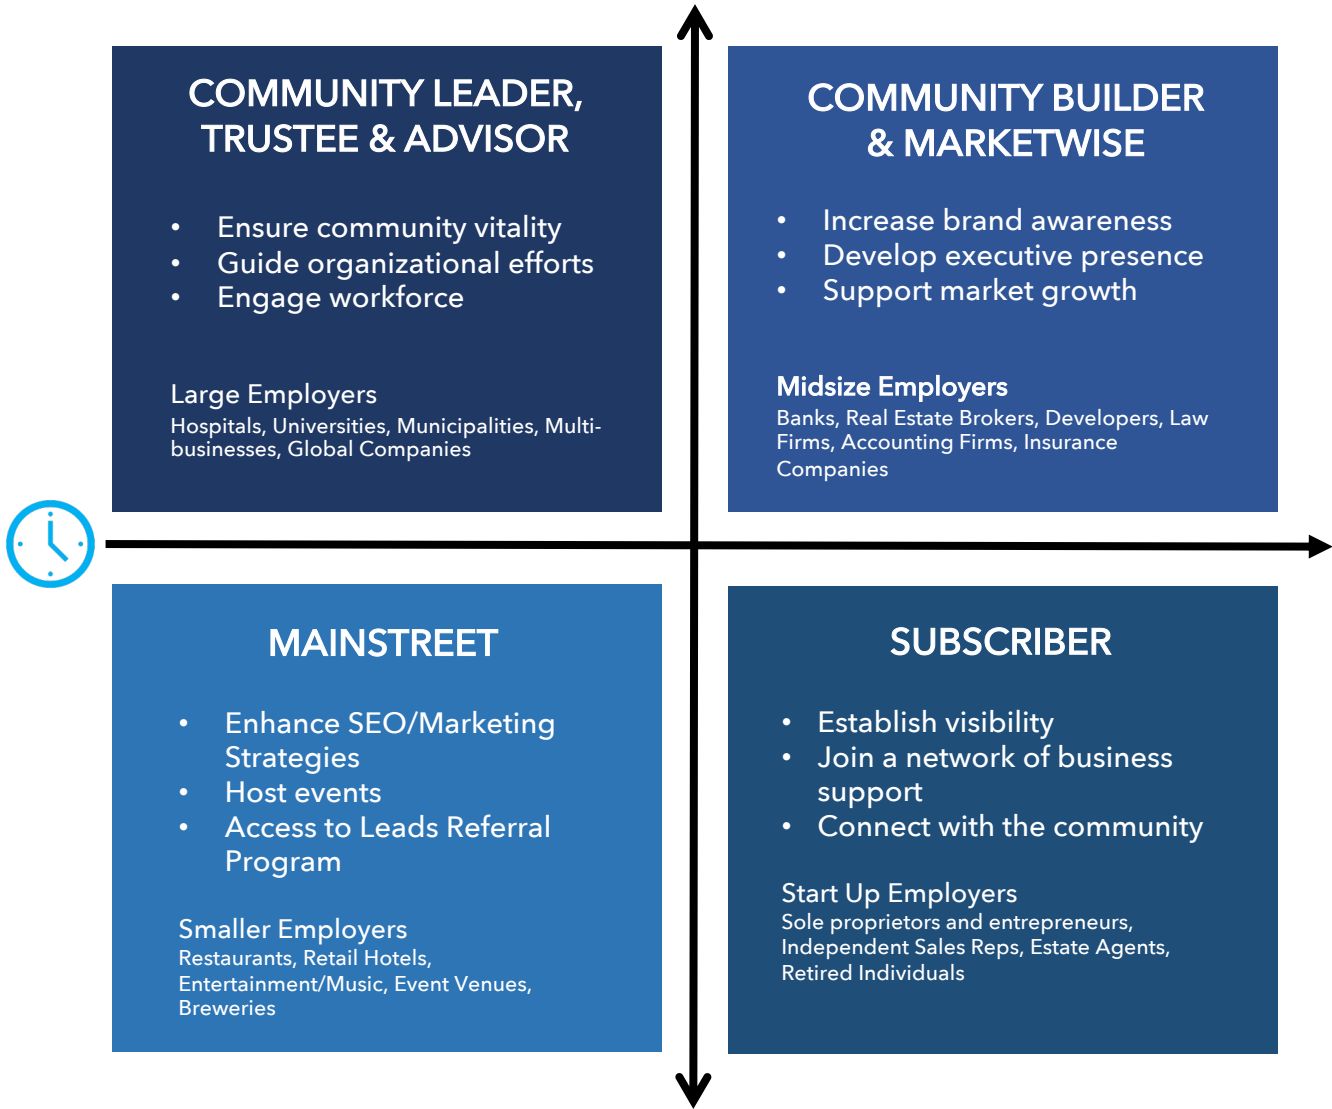 COMMUNITY LEADER,
TRUSTEE & ADVISOR
• Ensure community vitality
• Guide organizational efforts
• Engage workforce
Large Employers
Hospitals, Universities, Municipalities, Multi-
businesses, Global Companies
COMMUNITY BUILDER
& MARKETWISE
• Increase brand awareness
• Develop executive presence
• Support market growth
Midsize Employers
Banks, Real Estate Brokers, Developers, Law
Firms, Accounting Firms, Insurance
Companies
MAINSTREET
• Enhance SEO/Marketing
Strategies
• Host events
• Access to Leads Referral
Program
Smaller Employers
Restaurants, Retail Hotels,
Entertainment/Music, Event Venues,
Breweries
SUBSCRIBER
• Establish visibility
• Join a network of business
support
• Connect with the community
Start Up Employers
Sole proprietors and entrepreneurs,
Independent Sales Reps, Estate Agents,
Retired Individuals